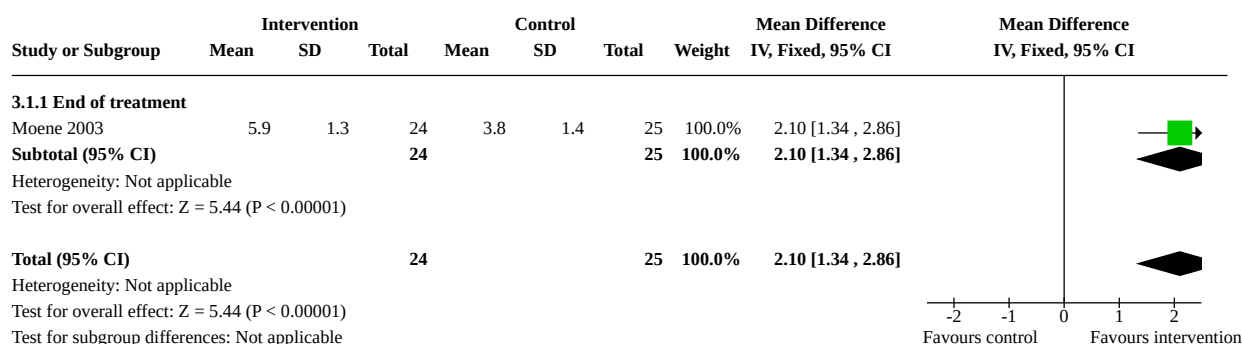 Intervention Control Mean Difference Mean Difference
Study or Subgroup Mean SD Total Mean SD Total Weight IV, Fixed, 95% CI IV, Fixed, 95% CI
3.1.1 End of treatment
Moene 2003 5.9 1.3 24 3.8 1.4 25 100.0% 2.10 [1.34 , 2.86]
Subtotal (95% CI) 24 25 100.0% 2.10 [1.34 , 2.86]
Heterogeneity: Not applicable
Test for overall effect: Z = 5.44 (P < 0.00001)
Total (95% CI) 24 25 100.0% 2.10 [1.34 , 2.86]
Heterogeneity: Not applicable
Test for overall effect: Z = 5.44 (P < 0.00001)
-2 -1 0 1 2
Test for subgroup differences: Not applicable Favours control Favours intervention